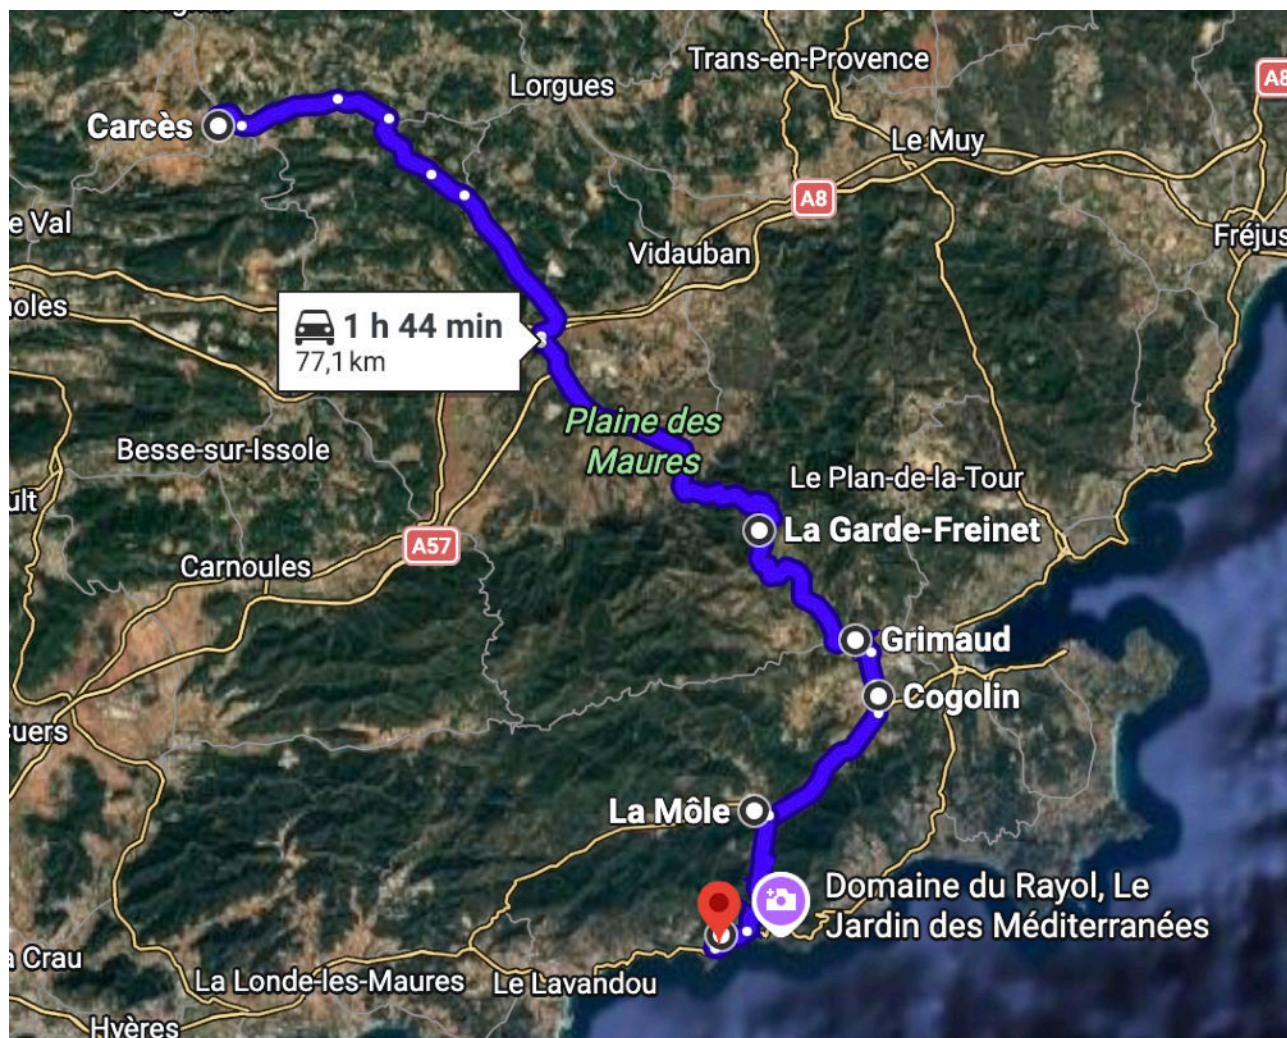 Trans-en-Provence
Lorgues
A8
Carcès
Le Muy
A8
e Val
Fréjus
Vidauban
noles
1 h 44 min
77,1 km
Plaine des
Maures
Besse-sur-Issole
Le Plan-de-la-Tour
ult
La Garde-Freinet
A57
Carnoules
Grimaud
Cogolin
Cuers
La Môle
Domaine du Rayol, Le
Jardin des Méditerranées
a Crau
La Londe-les-Maures
Le Lavandou
Hyères